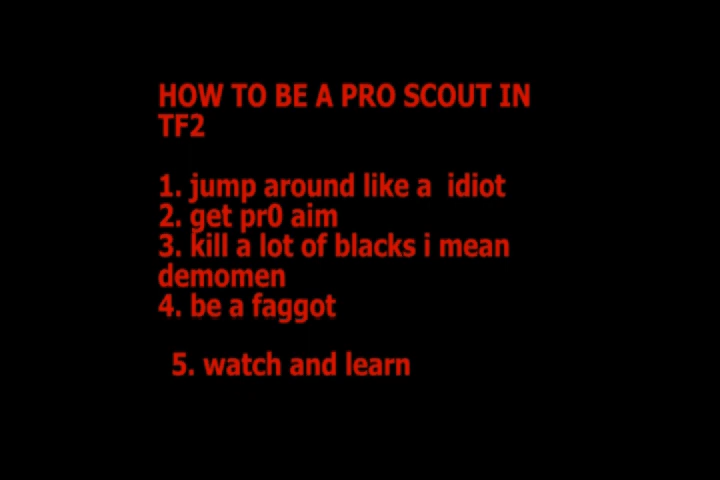 HOW TO BE A PRO SCOUT IN
TF2
1. jump around like a  idiot
2. get pr0 aim
3. kill a lot of blacks i mean
demomen
4. be a faggot
5. watch and learn